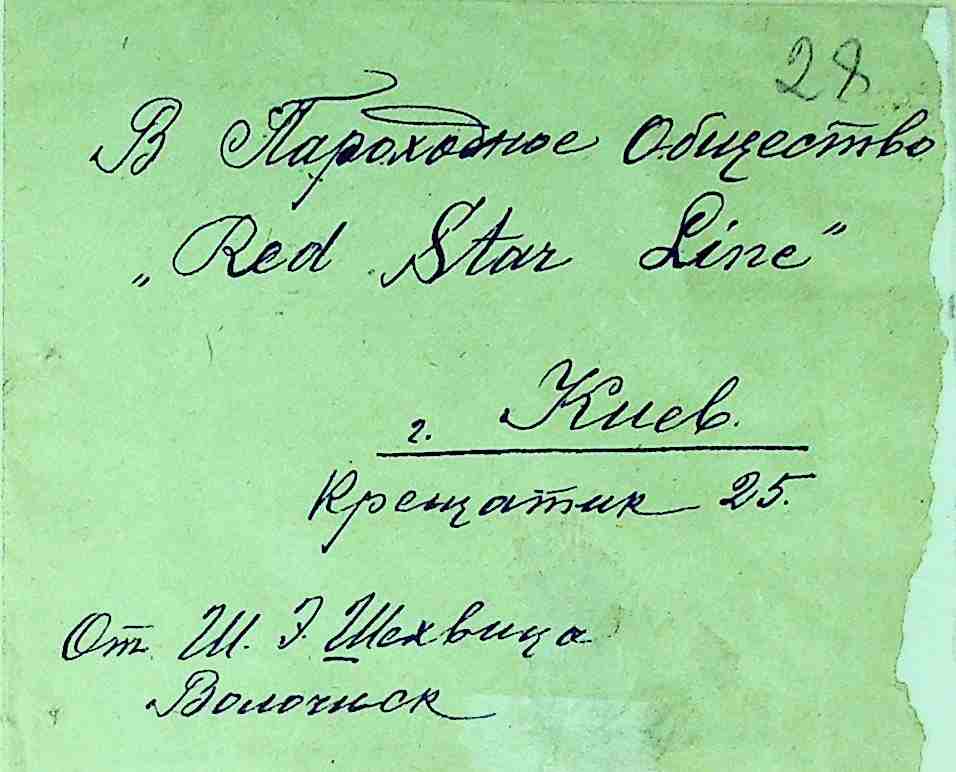 28
В Пароходное Общество
„Red Star Line"
г. Киев.
Крещатик 25.
От Ш. Э. Шехвица
Волочиск